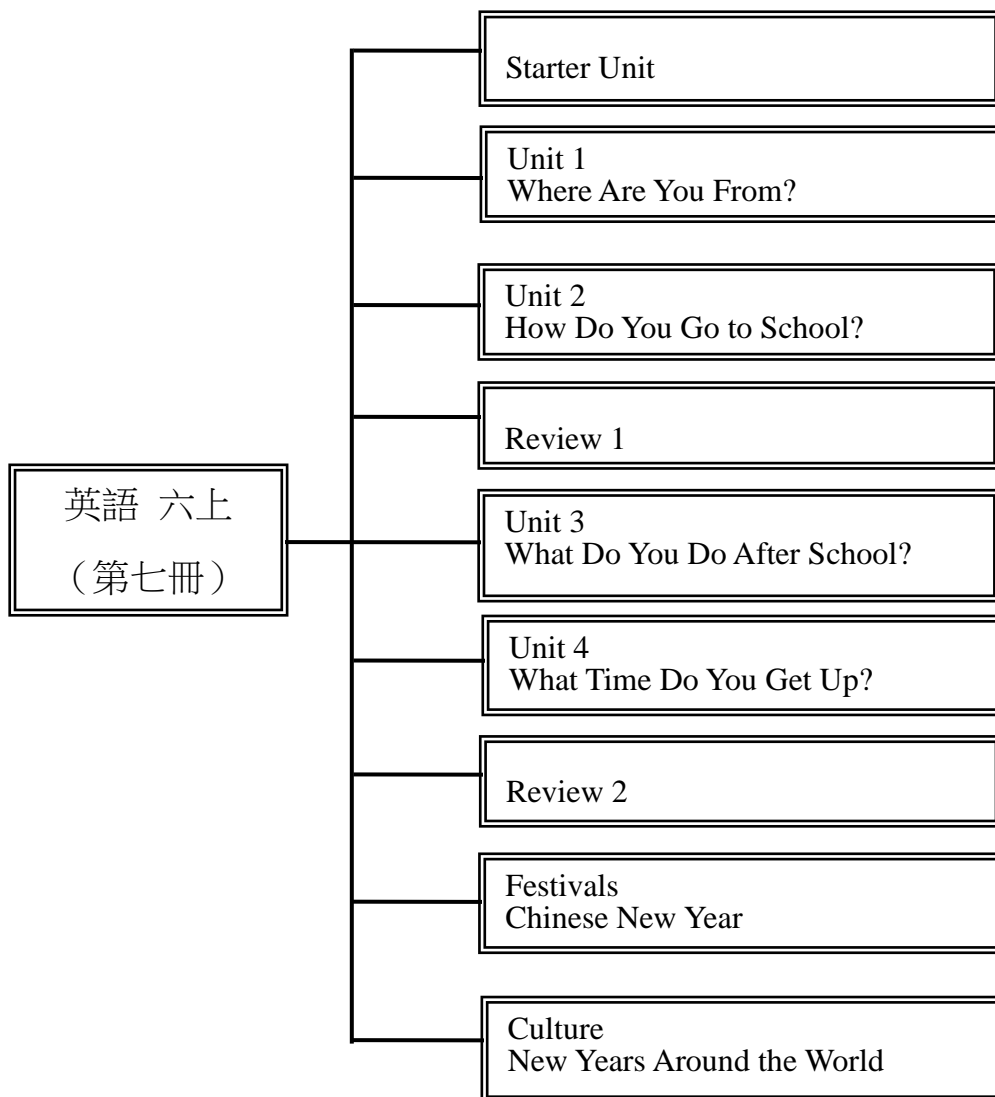 Starter Unit
Unit 1
Where Are You From?
Unit 2
How Do You Go to School?
Review 1
英語 六上
（第七冊）
Unit 3
What Do You Do After School?
Unit 4
What Time Do You Get Up?
Review 2
Festivals
Chinese New Year
Culture
New Years Around the World